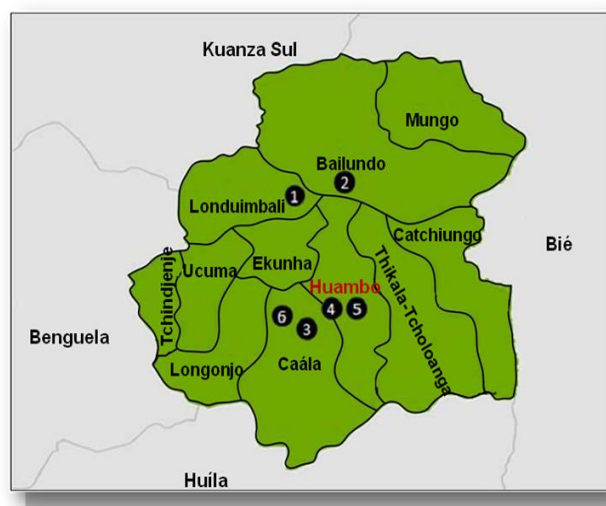 Kuanza Sul
Mungo
Bailundo
2
1
Londuimbali
Catchiungo
Bié
Ucuma
Ekunha
Tchindjenje
Thikala-Tcholoanga
Huambo
6
3
4
5
Benguela
Longonjo
Caála
Huíla